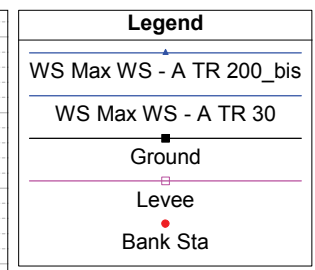 Legend
WS Max WS - A TR 200_bis
WS Max WS - A TR 30
Ground
Levee
Bank Sta